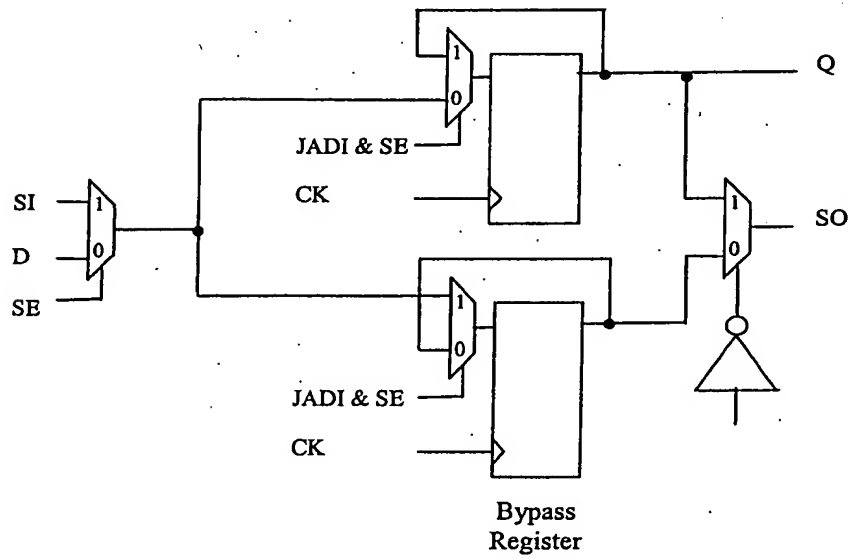 1
0
Q
JADI & SE
CK
SI
1
D
0
SE
1
0
SO
1
0
JADI & SE
CK
Bypass
Register